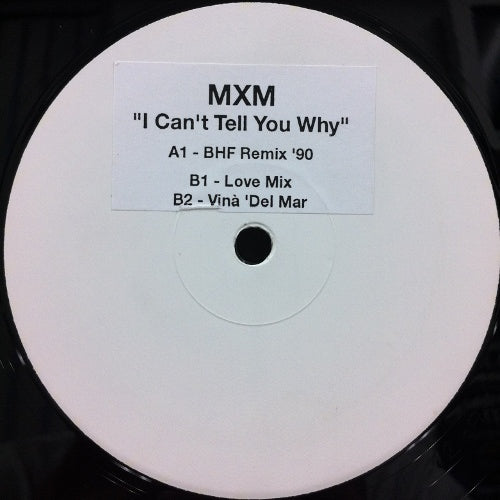 MXM
"I Can't Tell You Why"
A1 - BHF Remix '90
B1 - Love Mix
B2 - Vinà 'Del Mar